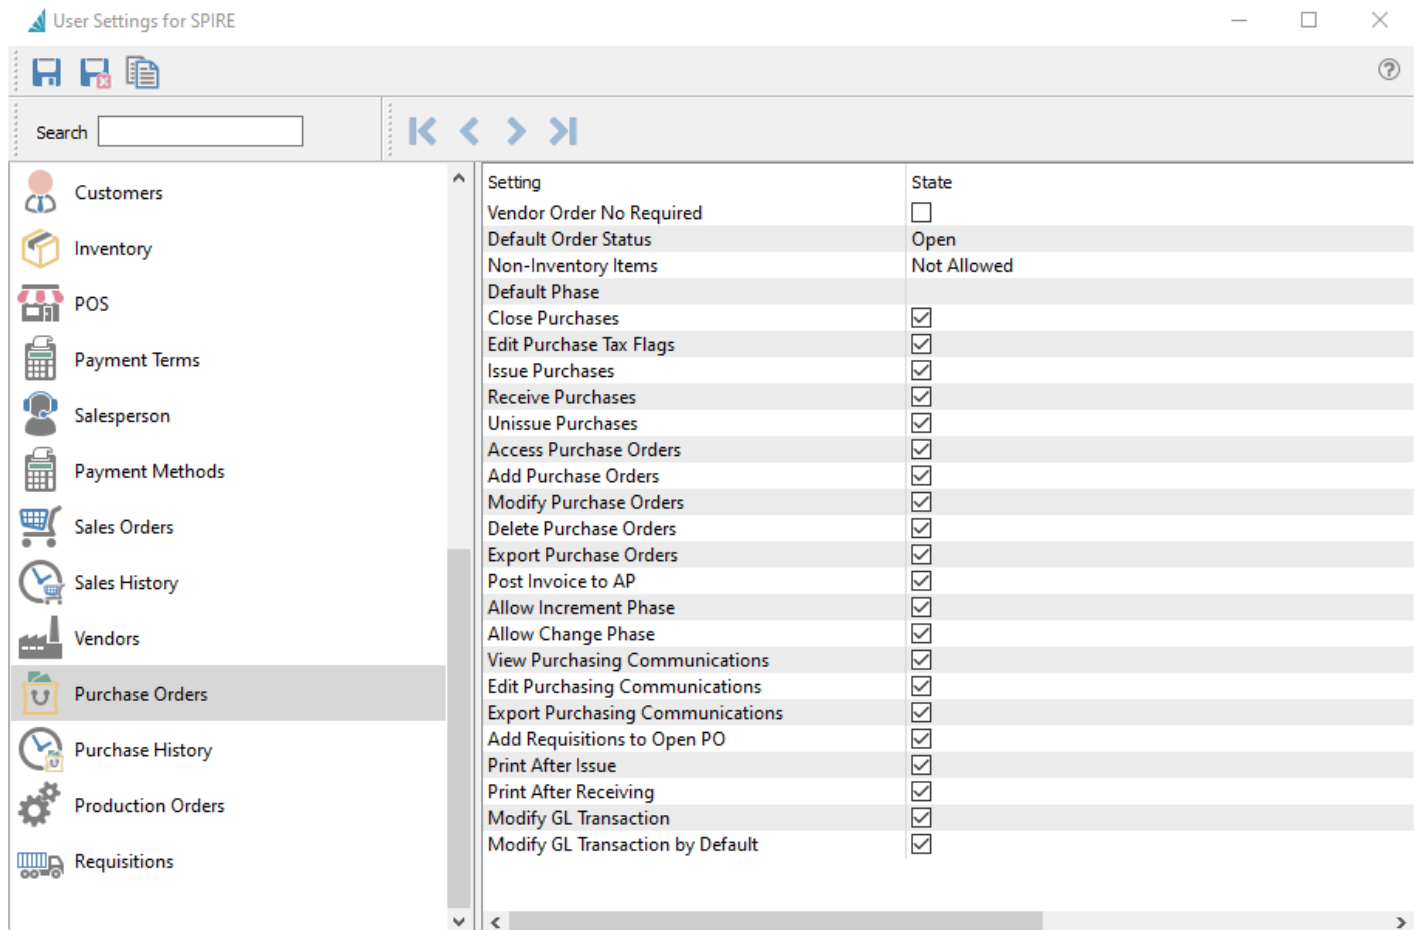 User Settings for SPIRE
Search
Customers
Inventory
POS
Payment Terms
Salesperson
Payment Methods
Sales Orders
Sales History
Vendors
Purchase Orders
Purchase History
Production Orders
Requisitions
Setting State
Vendor Order No Required
Default Order Status Open
Non-Inventory Items Not Allowed
Default Phase
Close Purchases
Edit Purchase Tax Flags
Issue Purchases
Receive Purchases
Unissue Purchases
Access Purchase Orders
Add Purchase Orders
Modify Purchase Orders
Delete Purchase Orders
Export Purchase Orders
Post Invoice to AP
Allow Increment Phase
Allow Change Phase
View Purchasing Communications
Edit Purchasing Communications
Export Purchasing Communications
Add Requisitions to Open PO
Print After Issue
Print After Receiving
Modify GL Transaction
Modify GL Transaction by Default